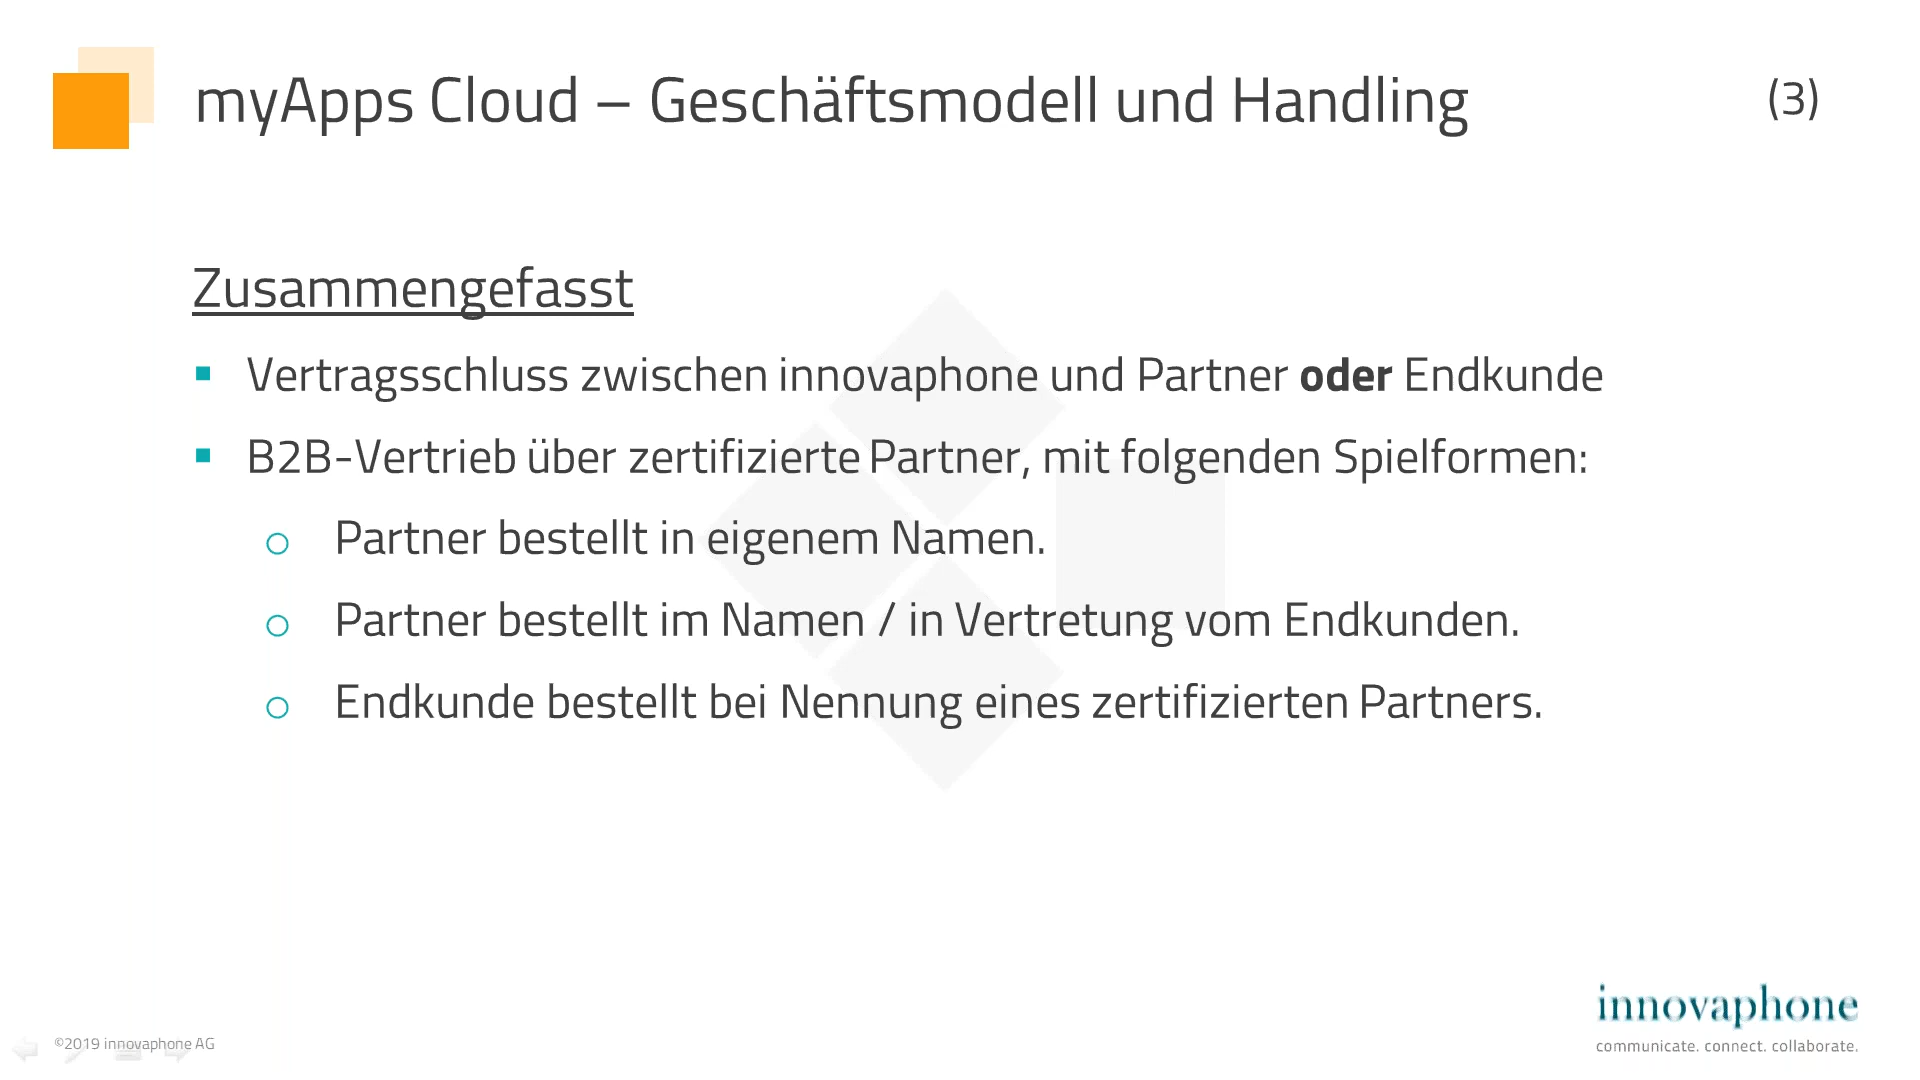 myApps Cloud – Geschäftsmodell und Handling
(3)
Zusammengefasst
▪ Vertragsschluss zwischen innovaphone und Partner oder Endkunde
▪ B2B-Vertrieb über zertifizierte Partner, mit folgenden Spielformen:
o Partner bestellt in eigenem Namen.
o Partner bestellt im Namen / in Vertretung vom Endkunden.
o Endkunde bestellt bei Nennung eines zertifizierten Partners.
innovaphone
communicate. connect. collaborate.
©2019 innovaphone AG